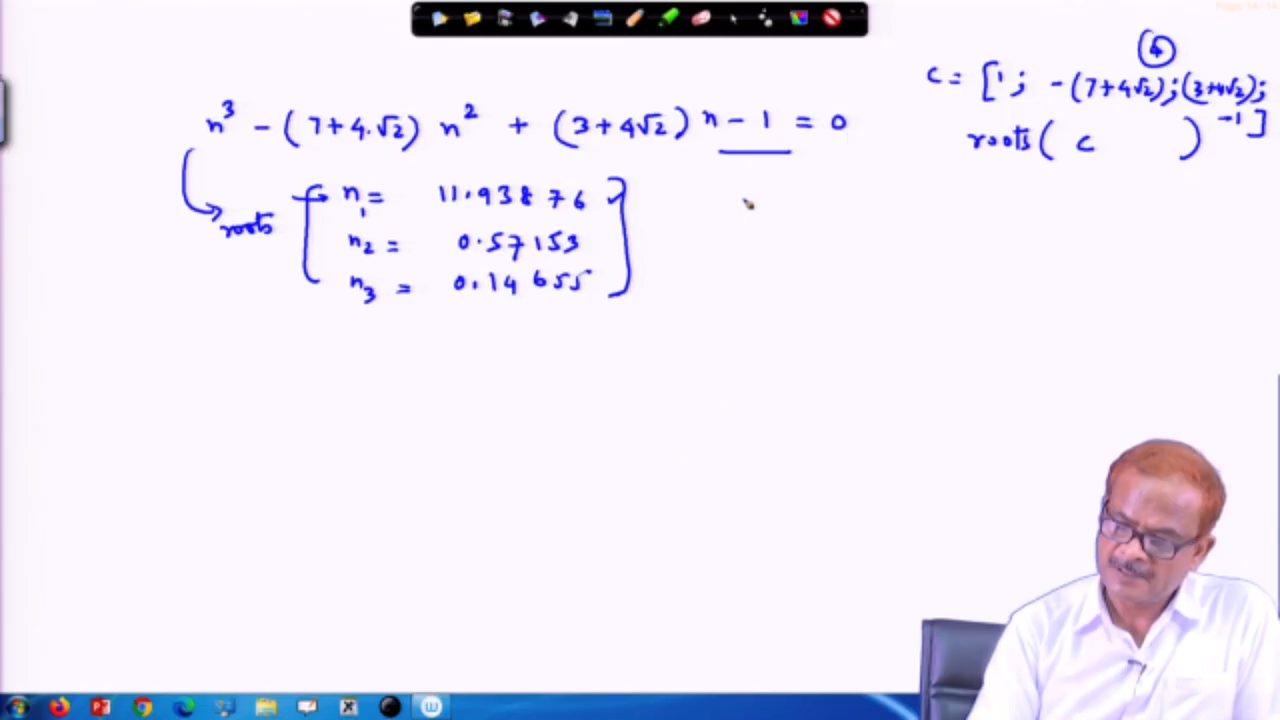 n³ − (7+4.√2) n² + (3+4√2) n − 1 = 0
roots
n₁ = 11.93876
n₂ = 0.57153
n₃ = 0.14655
④
c = [1; -(7+4√2);(3+4√2); -1]
roots( c )